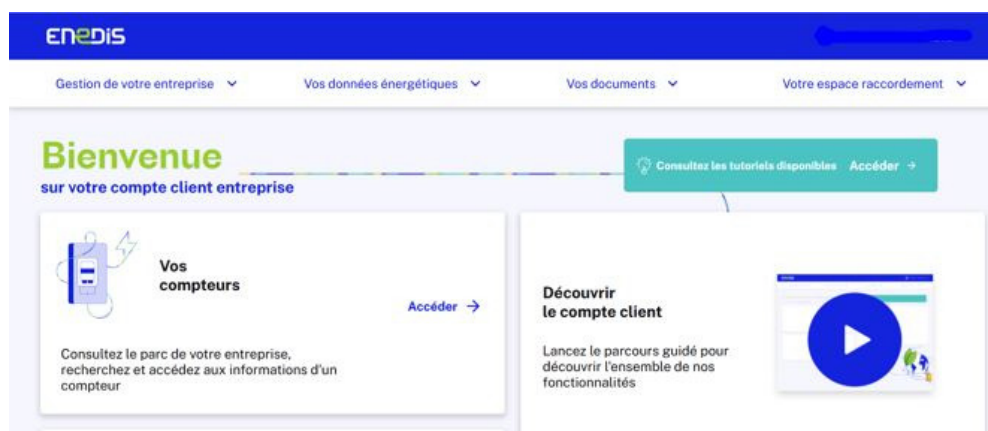 ENEDIS
Gestion de votre entreprise
Vos données énergétiques
Vos documents
Votre espace raccordement
Bienvenue
sur votre compte client entreprise
Consultez les tutoriels disponibles Accéder →
Vos
compteurs
Accéder →
Consultez le parc de votre entreprise,
recherchez et accédez aux informations d'un
compteur
Découvrir
le compte client
Lancez le parcours guidé pour
découvrir l'ensemble de nos
fonctionnalités